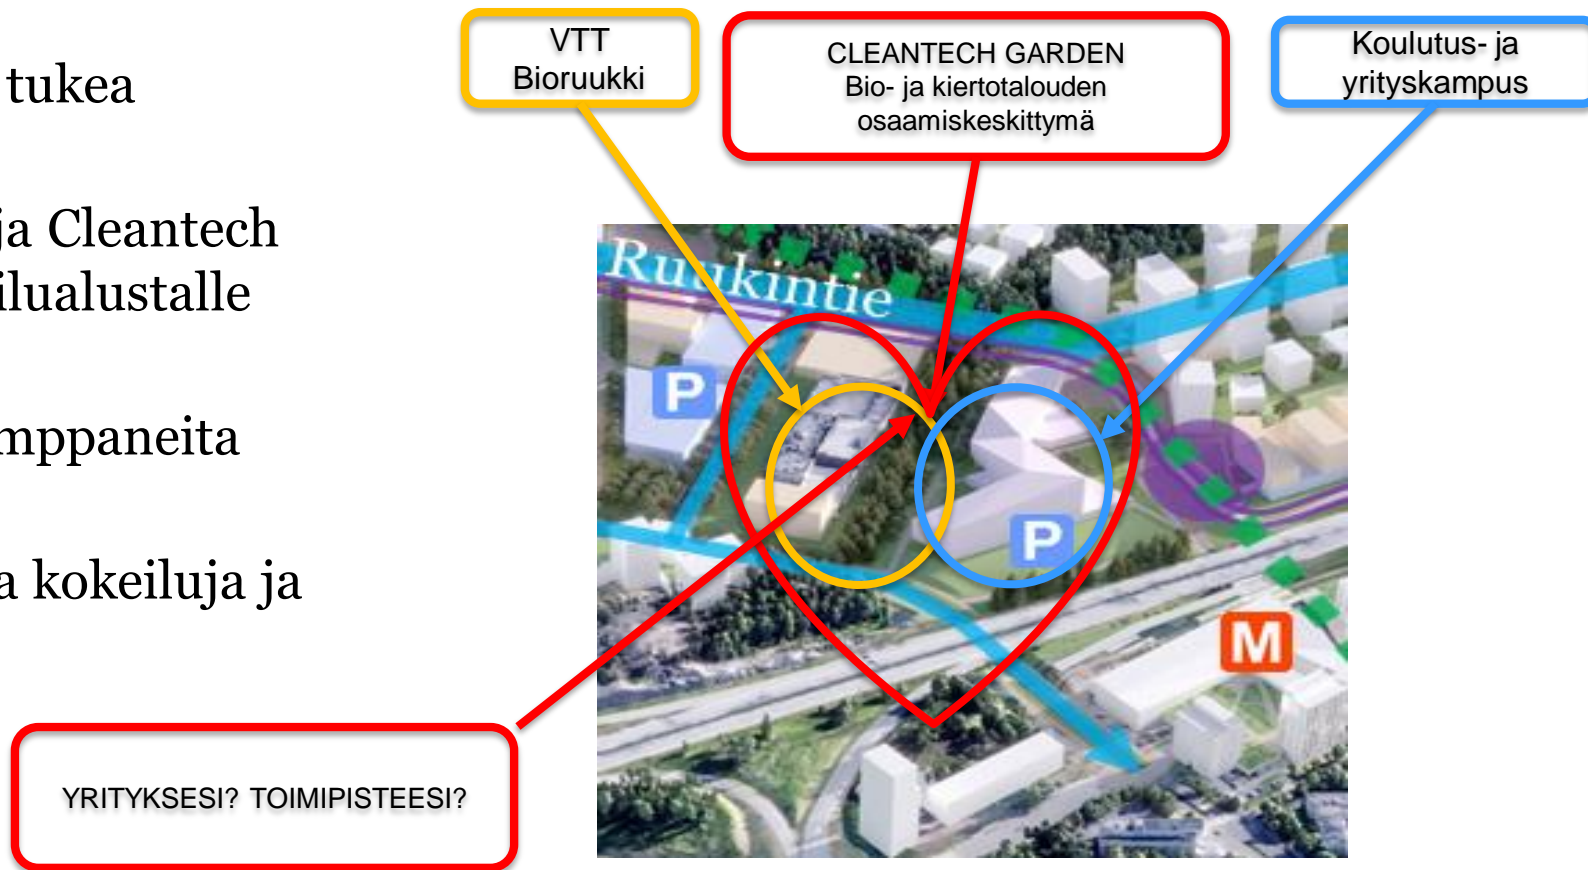 tukea
ja Cleantech
ilualustalle
mppaneita
a kokeiluja ja
VTT
Bioruukki
CLEANTECH GARDEN
Bio- ja kiertotalouden
osaamiskeskittymä
Koulutus- ja
yrityskampus
Ruukintie
P
P
M
YRITYKSESI? TOIMIPISTEESI?